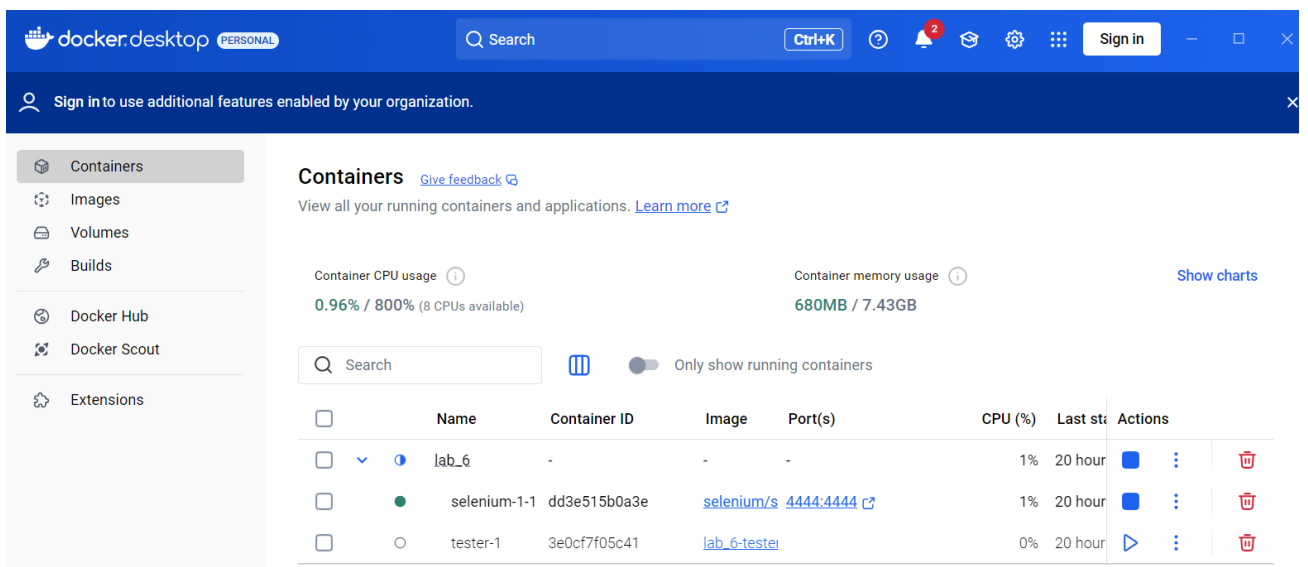 docker.desktop PERSONAL Search Ctrl+K 2 Sign in
Sign in to use additional features enabled by your organization.
Containers
Images
Volumes
Builds
Docker Hub
Docker Scout
Extensions
Containers Give feedback
View all your running containers and applications. Learn more
Container CPU usage
0.96% / 800% (8 CPUs available)
Container memory usage
680MB / 7.43GB
Show charts
Search Only show running containers
Name Container ID Image Port(s) CPU (%) Last sta Actions
lab_6 - - - 1% 20 hour
selenium-1-1 dd3e515b0a3e selenium/s 4444:4444 1% 20 hour
tester-1 3e0cf7f05c41 lab_6-tester 0% 20 hour